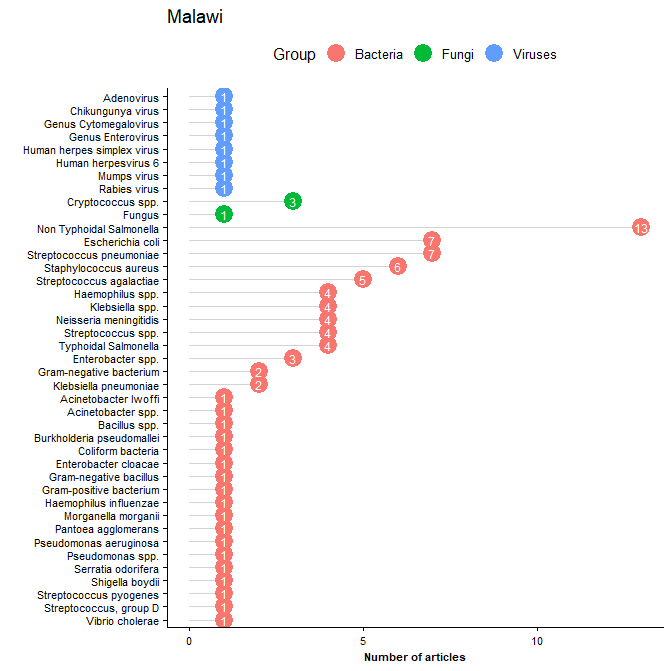 Malawi
Group Bacteria Fungi Viruses
Adenovirus 1
Chikungunya virus 1
Genus Cytomegalovirus 1
Genus Enterovirus 1
Human herpes simplex virus 1
Human herpesvirus 6 1
Mumps virus 1
Rabies virus 1
Cryptococcus spp. 3
Fungus 1
Non Typhoidal Salmonella 13
Escherichia coli 7
Streptococcus pneumoniae 7
Staphylococcus aureus 6
Streptococcus agalactiae 5
Haemophilus spp. 4
Klebsiella spp. 4
Neisseria meningitidis 4
Streptococcus spp. 4
Typhoidal Salmonella 4
Enterobacter spp. 3
Gram-negative bacterium 2
Klebsiella pneumoniae 2
Acinetobacter lwoffi 1
Acinetobacter spp. 1
Bacillus spp. 1
Burkholderia pseudomallei 1
Coliform bacteria 1
Enterobacter cloacae 1
Gram-negative bacillus 1
Gram-positive bacterium 1
Haemophilus influenzae 1
Morganella morganii 1
Pantoea agglomerans 1
Pseudomonas aeruginosa 1
Pseudomonas spp. 1
Serratia odorifera 1
Shigella boydii 1
Streptococcus pyogenes 1
Streptococcus, group D 1
Vibrio cholerae 1
0 5 10
Number of articles